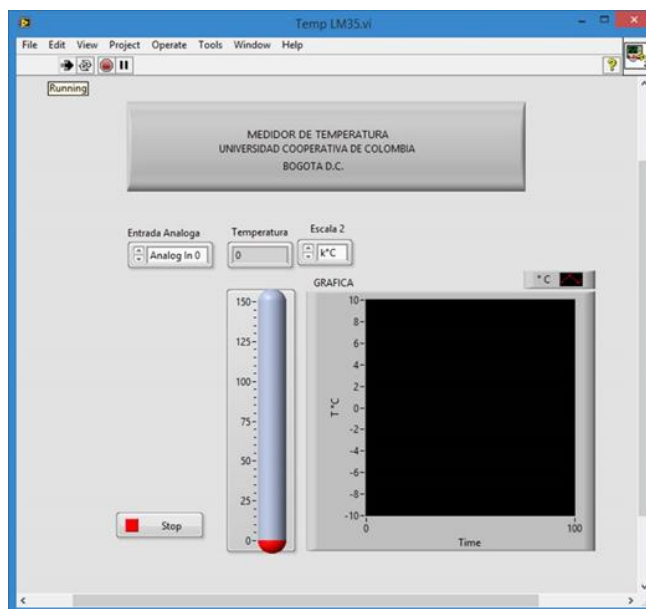 Temp LM35.vi
File Edit View Project Operate Tools Window Help
Running
MEDIDOR DE TEMPERATURA
UNIVERSIDAD COOPERATIVA DE COLOMBIA
BOGOTA D.C.
Entrada Analoga Temperatura Escala 2
Analog In 0 0 k°C
GRAFICA ° C
150
125
100
75
50
25
0
T °C
10
8
6
4
2
0
-2
-4
-6
-8
-10
0 100
Time
Stop